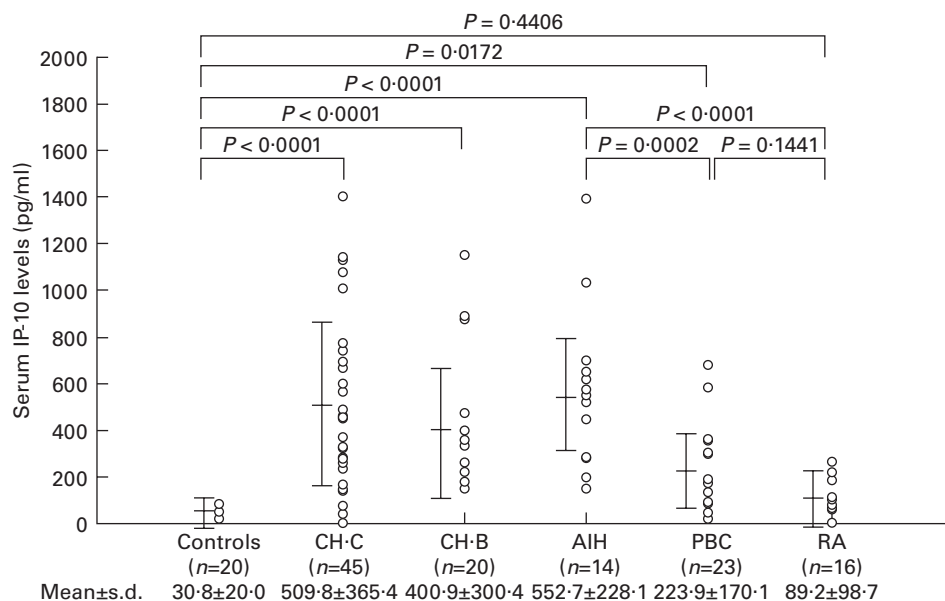 P = 0·4406
2000
P = 0·0172
1800
P < 0·0001
P < 0·0001 P < 0·0001
1600
P < 0·0001 P = 0·0002 P = 0·1441
1400
1200
1000
800
600
400
200
0
Serum IP-10 levels (pg/ml)
Controls CH·C CH·B AIH PBC RA
(n=20) (n=45) (n=20) (n=14) (n=23) (n=16)
Mean±s.d. 30·8±20·0 509·8±365·4 400·9±300·4 552·7±228·1 223·9±170·1 89·2±98·7